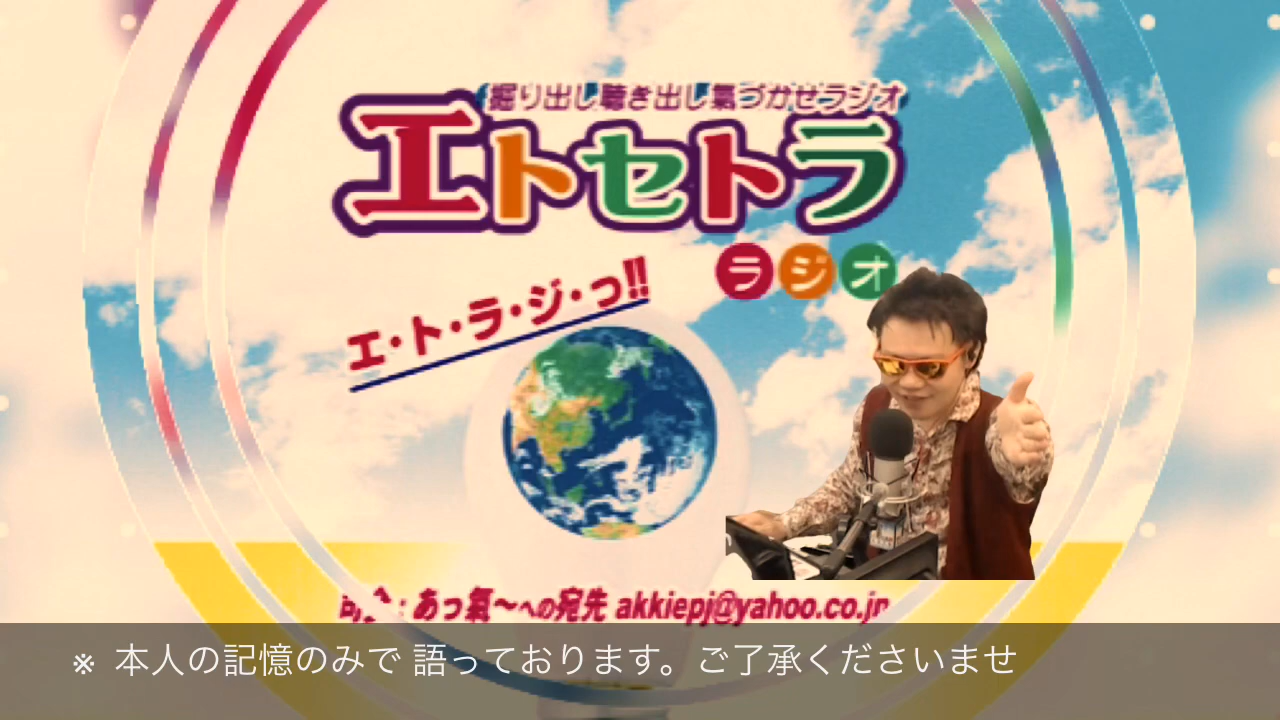 掘り出し聴き出し氣づかせラジオ
エトセトラ
ラジオ
エ・ト・ラ・ジ・っ!!
司会：あっ氣〜への宛先 akkiepj@yahoo.co.jp
※ 本人の記憶のみで 語っております。ご了承くださいませ